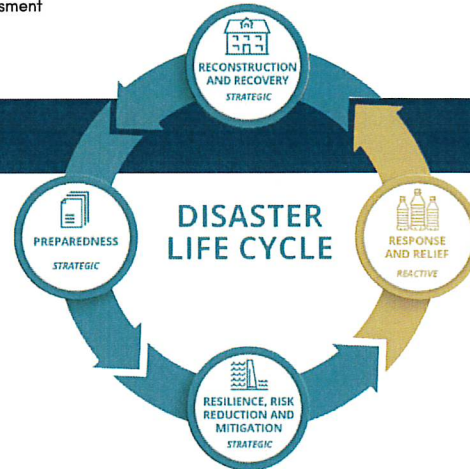 sment
RECONSTRUCTION
AND RECOVERY
STRATEGIC
DISASTER
LIFE CYCLE
PREPAREDNESS
STRATEGIC
RESPONSE
AND RELIEF
REACTIVE
RESILIENCE, RISK
REDUCTION AND
MITIGATION
STRATEGIC